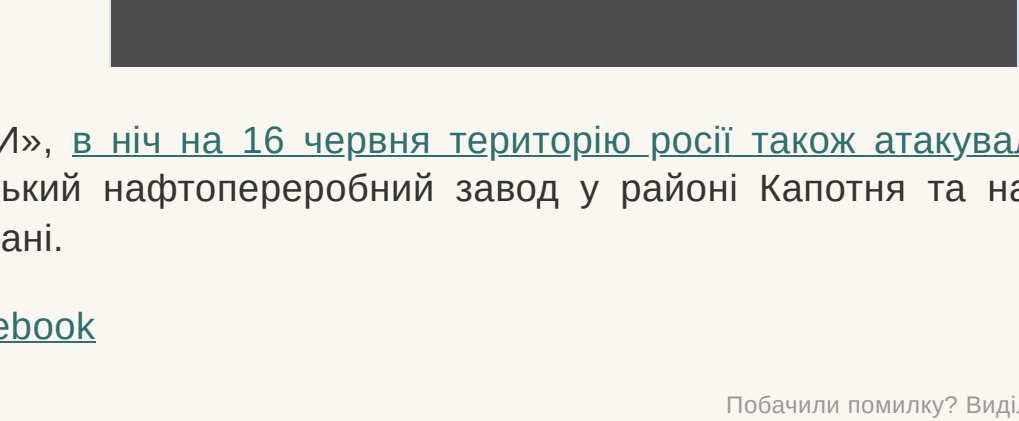 И», в ніч на 16 червня територію росії також атакувал
ький нафтопереробний завод у районі Капотня та на
ані.
ebook
Побачили помилку? Виді